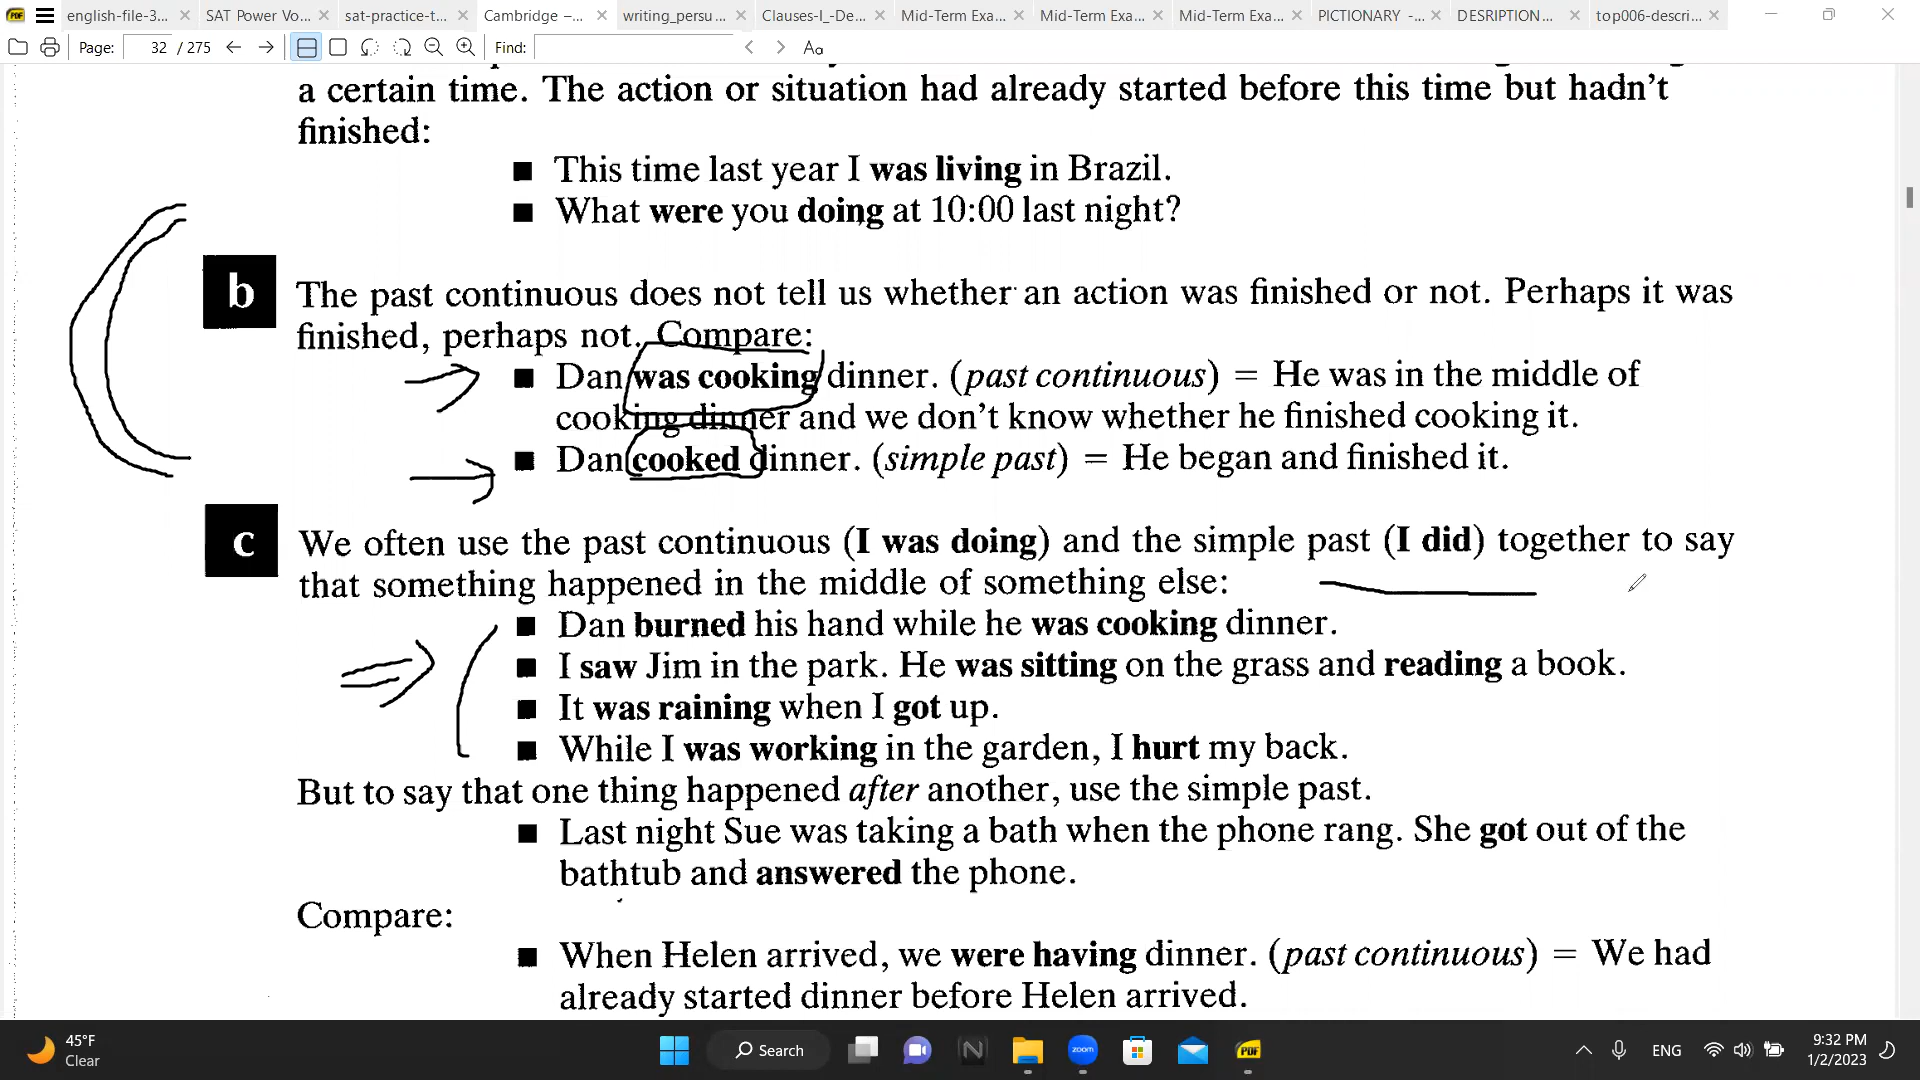 english-file-3... SAT Power Vo... sat-practice-t... Cambridge –... writing_persu... Clauses-I_-De... Mid-Term Exa... Mid-Term Exa... Mid-Term Exa... PICTIONARY -... DESRIPTION... top006-descri...
Page: 32 / 275 Find: Aa
a certain time. The action or situation had already started before this time but hadn't
finished:
■ This time last year I was living in Brazil.
■ What were you doing at 10:00 last night?
b The past continuous does not tell us whether an action was finished or not. Perhaps it was
finished, perhaps not. Compare:
■ Dan was cooking dinner. (past continuous) = He was in the middle of
cooking dinner and we don't know whether he finished cooking it.
■ Dan cooked dinner. (simple past) = He began and finished it.
c We often use the past continuous (I was doing) and the simple past (I did) together to say
that something happened in the middle of something else:
■ Dan burned his hand while he was cooking dinner.
■ I saw Jim in the park. He was sitting on the grass and reading a book.
■ It was raining when I got up.
■ While I was working in the garden, I hurt my back.
But to say that one thing happened after another, use the simple past.
■ Last night Sue was taking a bath when the phone rang. She got out of the
bathtub and answered the phone.
Compare:
■ When Helen arrived, we were having dinner. (past continuous) = We had
already started dinner before Helen arrived.
45°F
Clear
Search
zoom
PDF
ENG
9:32 PM
1/2/2023